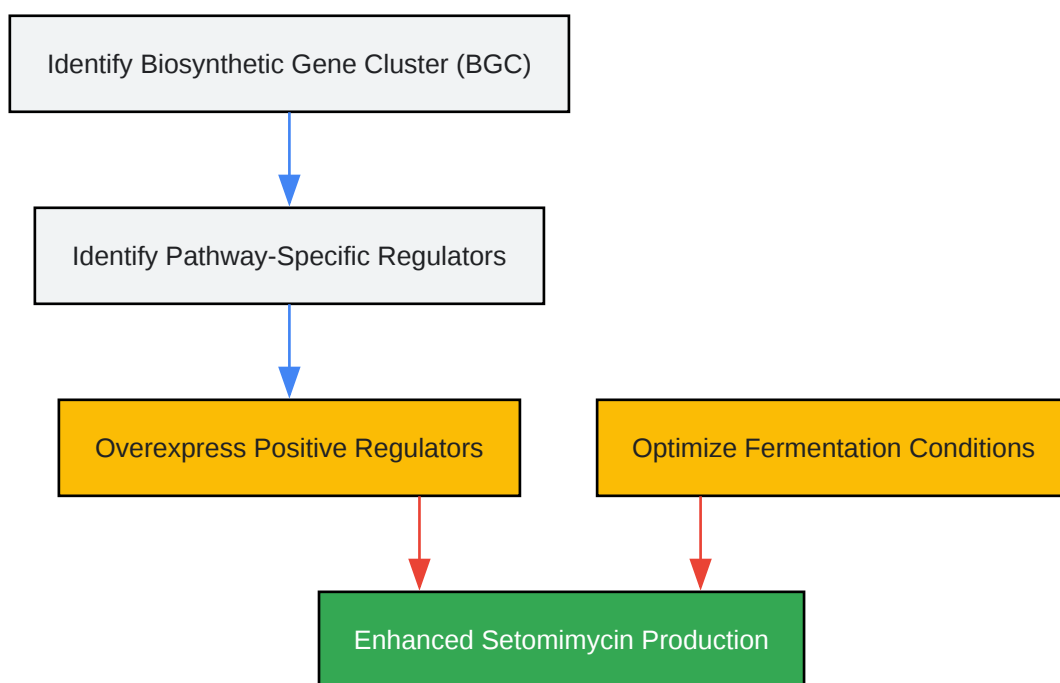 Identify Biosynthetic Gene Cluster (BGC)
Identify Pathway-Specific Regulators
Overexpress Positive Regulators
Optimize Fermentation Conditions
Enhanced Setomimycin Production